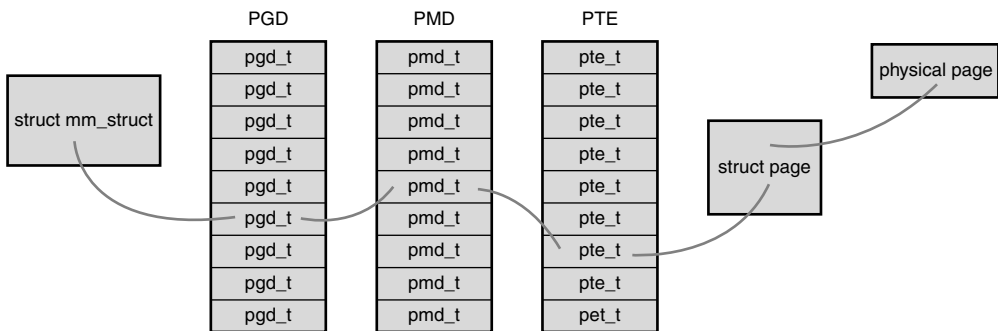 PGD PMD PTE
pgd_t pmd_t pte_t
pgd_t pmd_t pte_t physical page
pgd_t pmd_t pte_t
struct mm_struct
pgd_t pmd_t pte_t
struct page
pgd_t pmd_t pte_t
pgd_t pmd_t pte_t
pgd_t pmd_t pte_t
pgd_t pmd_t pte_t
pgd_t pmd_t pet_t